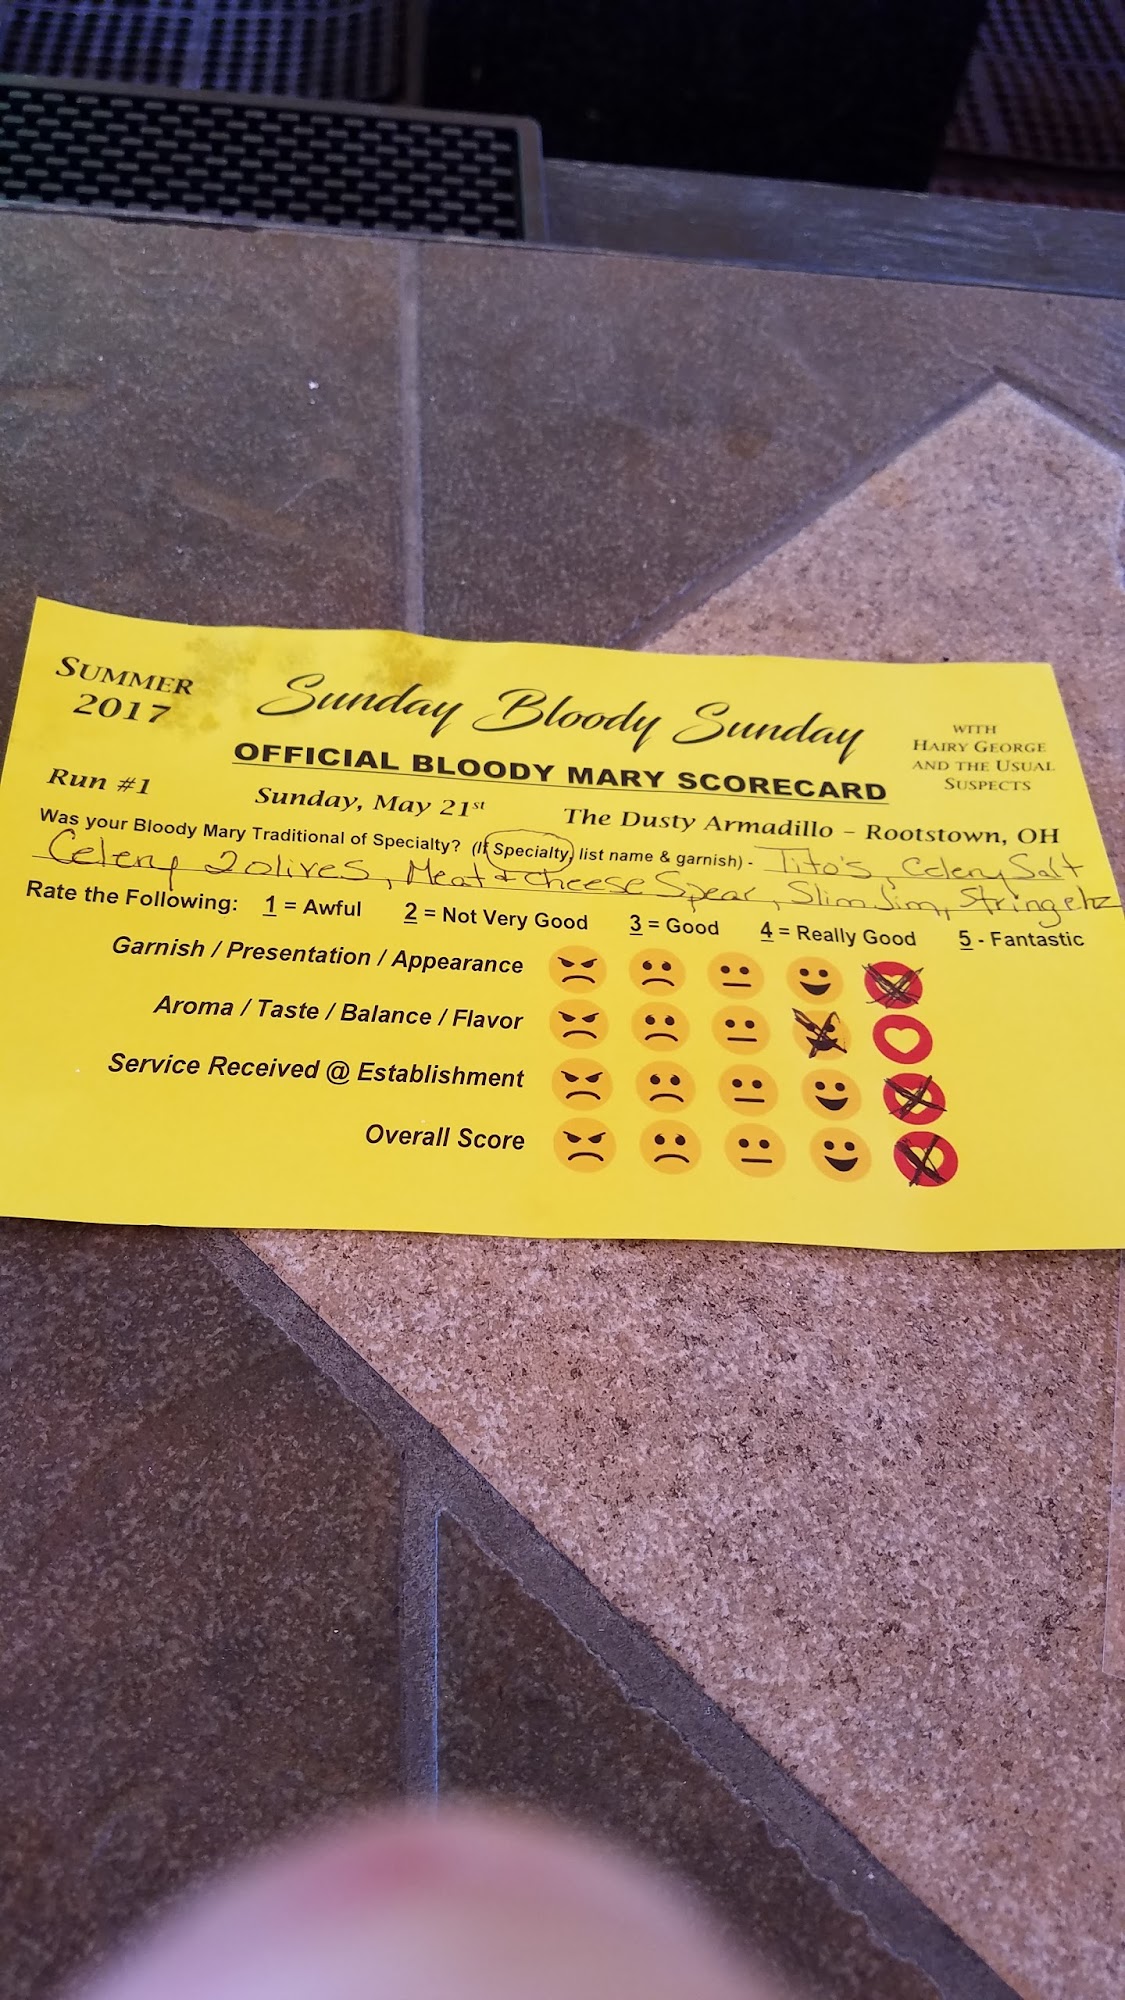 SUMMER
2017
Sunday Bloody Sunday
WITH
HAIRY GEORGE
AND THE USUAL
SUSPECTS
OFFICIAL BLOODY MARY SCORECARD
Run #1 Sunday, May 21st The Dusty Armadillo – Rootstown, OH
Was your Bloody Mary Traditional of Specialty? (If Specialty, list name & garnish) - Tito's, Celery Salt
Celery 2 olives, Meat + Cheese Spear, Slim Jim, String chz
Rate the Following: 1 = Awful 2 = Not Very Good 3 = Good 4 = Really Good 5 - Fantastic
Garnish / Presentation / Appearance
Aroma / Taste / Balance / Flavor
Service Received @ Establishment
Overall Score